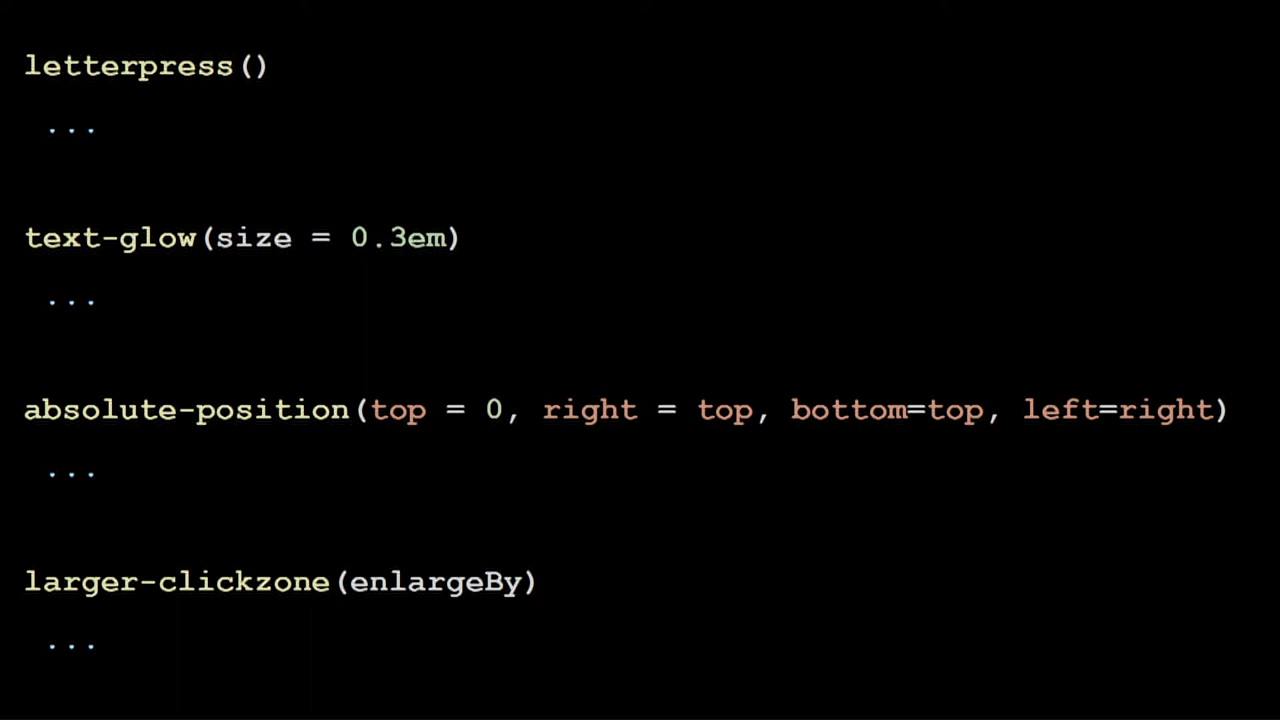 letterpress()
...
text-glow(size = 0.3em)
...
absolute-position(top = 0, right = top, bottom=top, left=right)
...
larger-clickzone(enlargeBy)
...